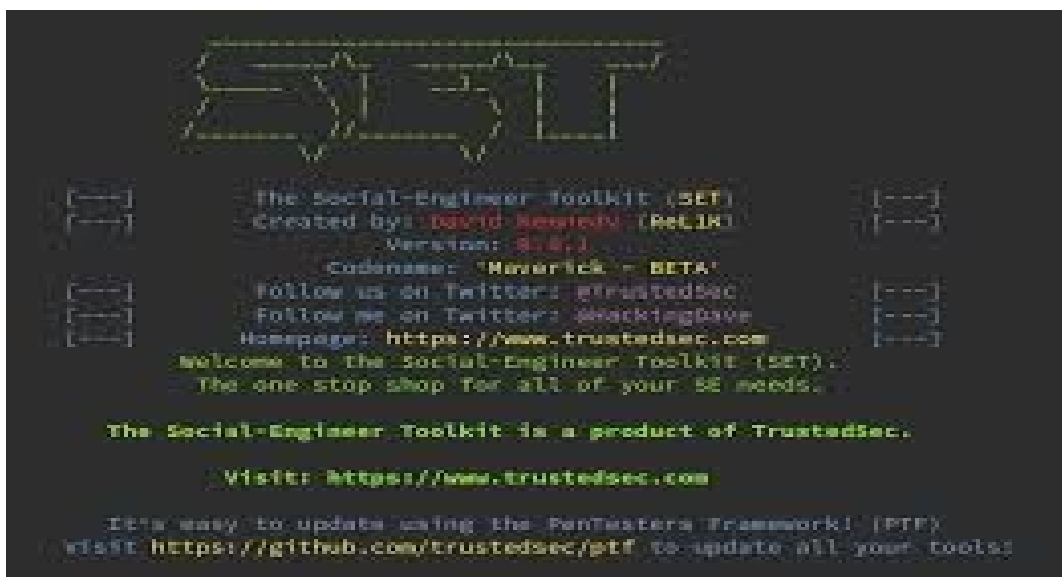 [---] The Social-Engineer Toolkit (SET) [---]
[---] Created by: David Kennedy (ReL1K) [---]
Version: 8.0.1
Codename: 'Maverick - BETA'
[---] Follow us on Twitter: @TrustedSec [---]
[---] Follow me on Twitter: @HackingDave [---]
[---] Homepage: https://www.trustedsec.com [---]
Welcome to the Social-Engineer Toolkit (SET).
The one stop shop for all of your SE needs.
The Social-Engineer Toolkit is a product of TrustedSec.
Visit: https://www.trustedsec.com
It's easy to update using the PenTesters Framework! (PTF)
Visit https://github.com/trustedsec/ptf to update all your tools!